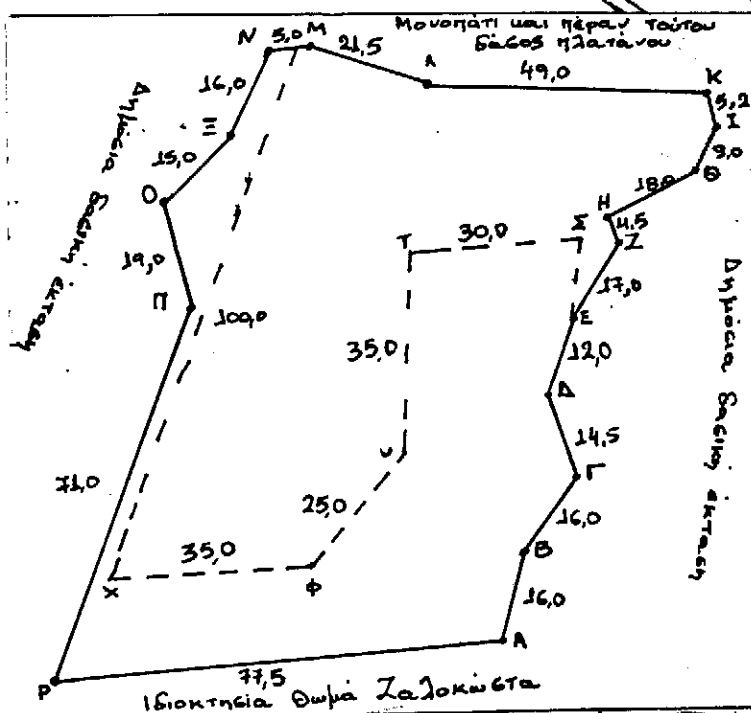 Μονοπάτι και πέραν τούτου
δάσος πλατάνου
Ν 5,0 Μ
21,5
Λ
49,0
Κ
5,2
Ι
9,0
Θ
18,0
Η
4,5
Ζ
17,0
Ε
12,0
Δ
14,5
Γ
16,0
Β
16,0
Α
77,5
Ρ
71,0
Π
19,0
Ο
15,0
Ξ
16,0
Δημόσια δασική έκταση
100,0
Τ
30,0
Σ
35,0
Υ
25,0
Φ
35,0
Χ
Δημόσια δασική έκταση
Ιδιοκτησία Θωμά Ζαλοκώστα